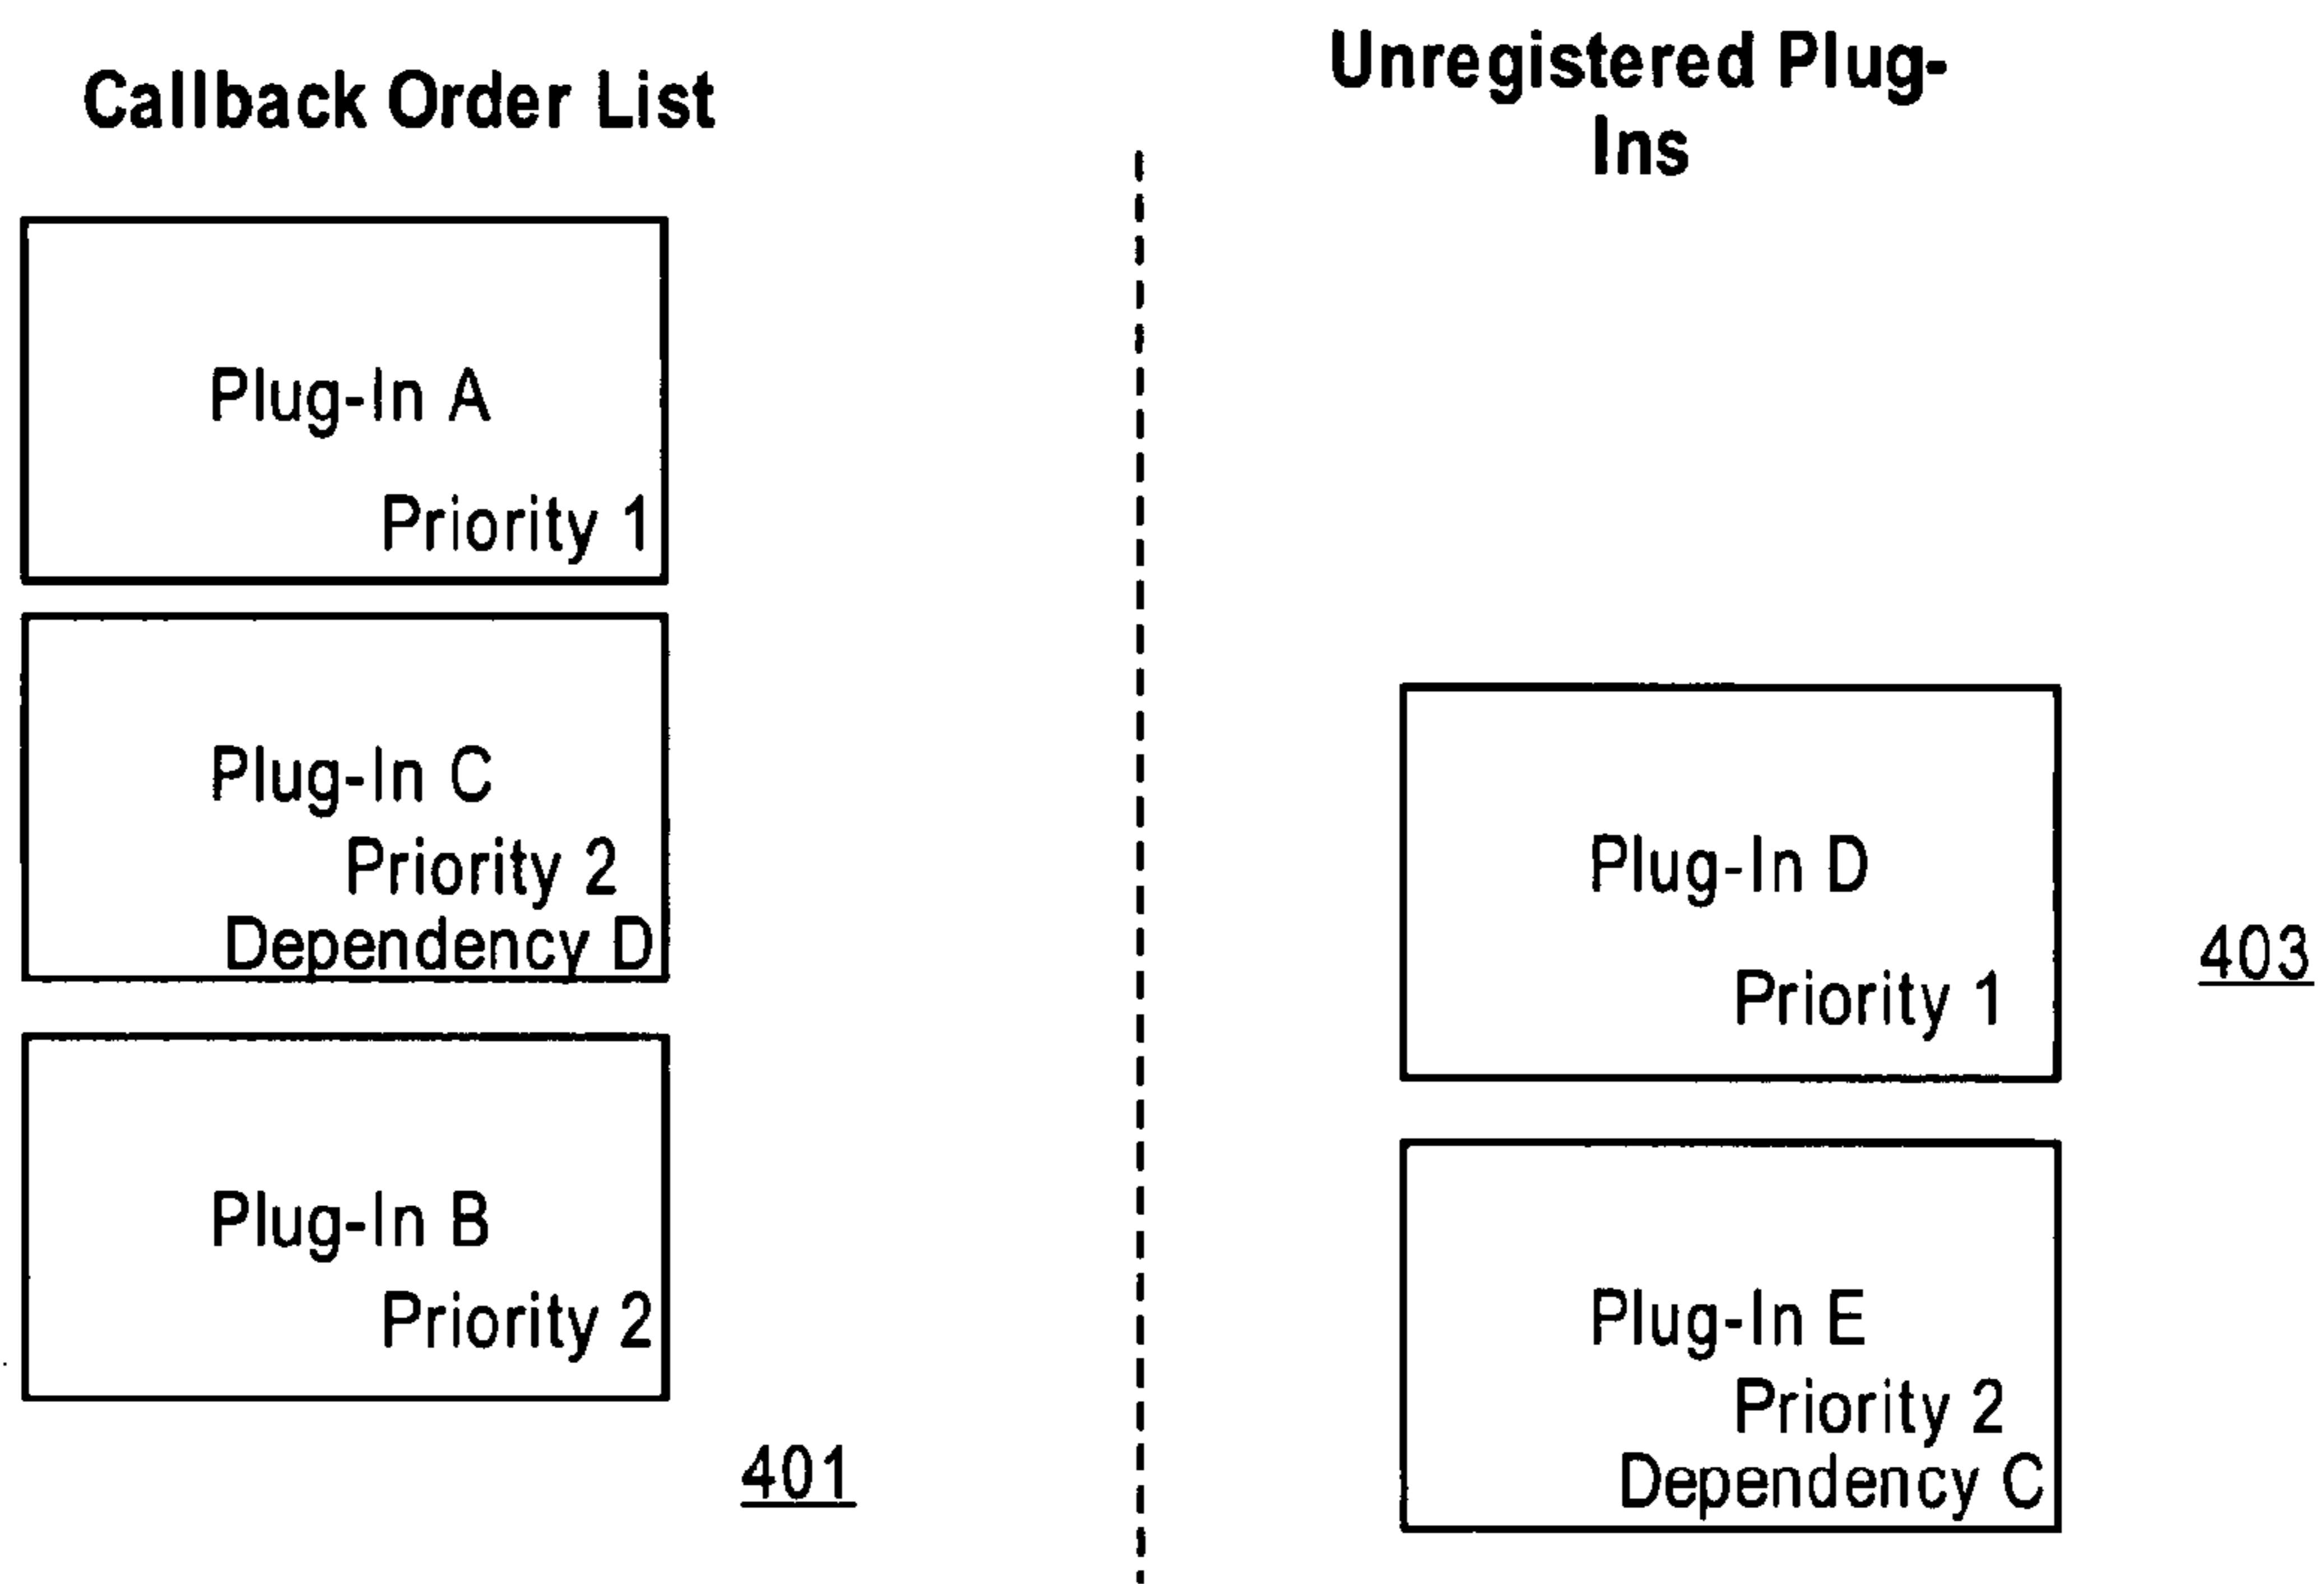 Callback Order List
Plug-In A
Priority 1
Plug-In C
Priority 2
Dependency D
Plug-In B
Priority 2
401
Unregistered Plug-
Ins
Plug-In D
Priority 1
403
Plug-In E
Priority 2
Dependency C